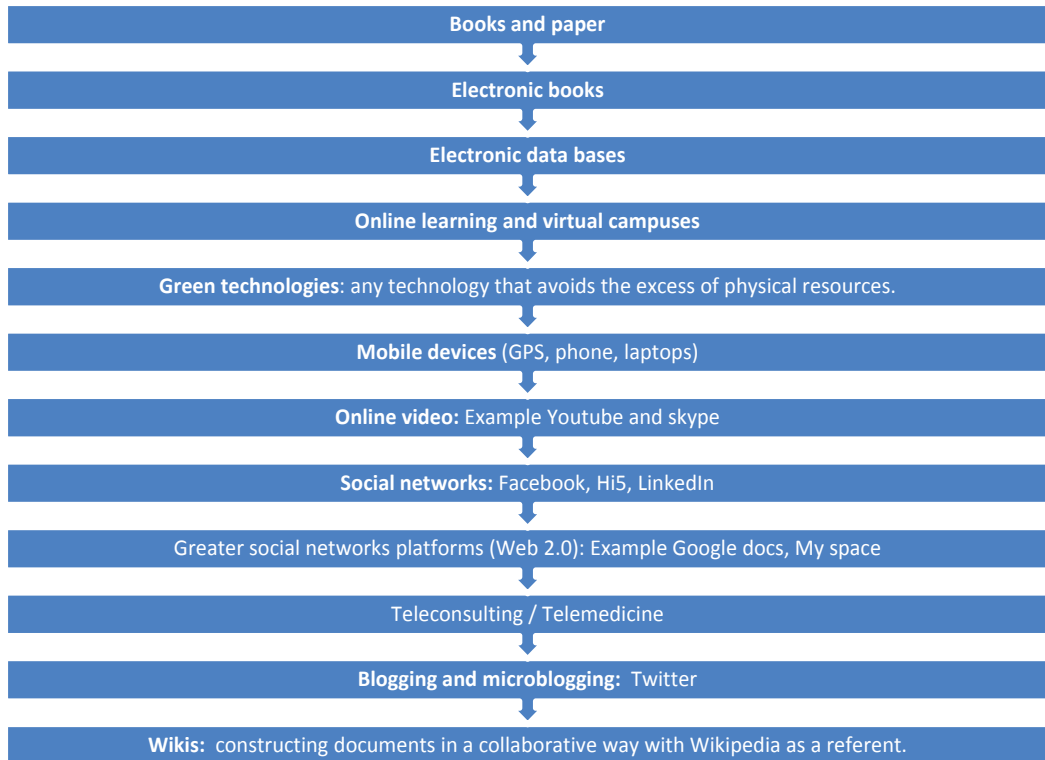 Books and paper
Electronic books
Electronic data bases
Online learning and virtual campuses
Green technologies: any technology that avoids the excess of physical resources.
Mobile devices (GPS, phone, laptops)
Online video: Example Youtube and skype
Social networks: Facebook, Hi5, LinkedIn
Greater social networks platforms (Web 2.0): Example Google docs, My space
Teleconsulting / Telemedicine
Blogging and microblogging: Twitter
Wikis: constructing documents in a collaborative way with Wikipedia as a referent.